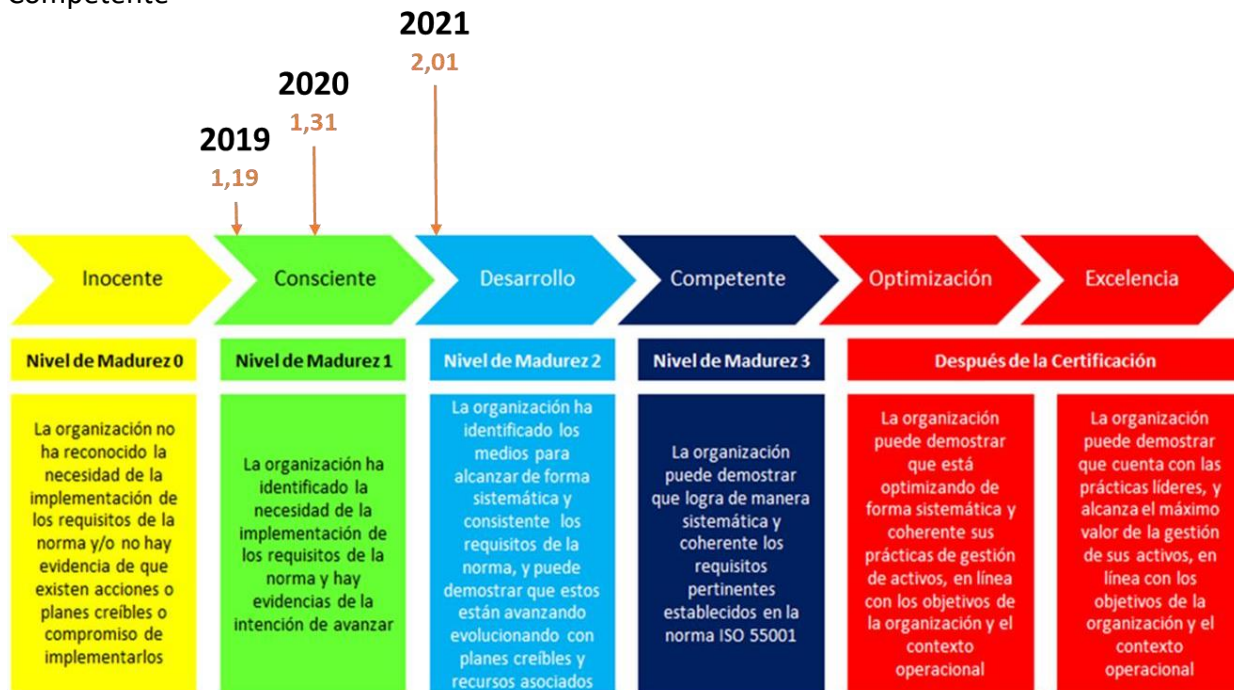 Competente
2021
2,01
2020
1,31
2019
1,19
Inocente
Consciente
Desarrollo
Competente
Optimización
Excelencia
Nivel de Madurez 0
Nivel de Madurez 1
Nivel de Madurez 2
Nivel de Madurez 3
Después de la Certificación
La organización no
ha reconocido la
necesidad de la
implementación de
los requisitos de la
norma y/o no hay
evidencia de que
existen acciones o
planes creíbles o
compromiso de
implementarlos
La organización ha
identificado la
necesidad de la
implementación de
los requisitos de la
norma y hay
evidencias de la
intención de avanzar
La organización ha
identificado los
medios para
alcanzar de forma
sistemática y
consistente los
requisitos de la
norma, y puede
demostrar que estos
están avanzando
evolucionando con
planes creíbles y
recursos asociados
La organización
puede demostrar
que logra de manera
sistemática y
coherente los
requisitos
pertinentes
establecidos en la
norma ISO 55001
La organización
puede demostrar
que está
optimizando de
forma sistemática y
coherente sus
prácticas de gestión
de activos, en línea
con los objetivos de
la organización y el
contexto
operacional
La organización
puede demostrar
que cuenta con las
prácticas líderes, y
alcanza el máximo
valor de la gestión
de sus activos, en
línea con los
objetivos de la
organización y el
contexto
operacional